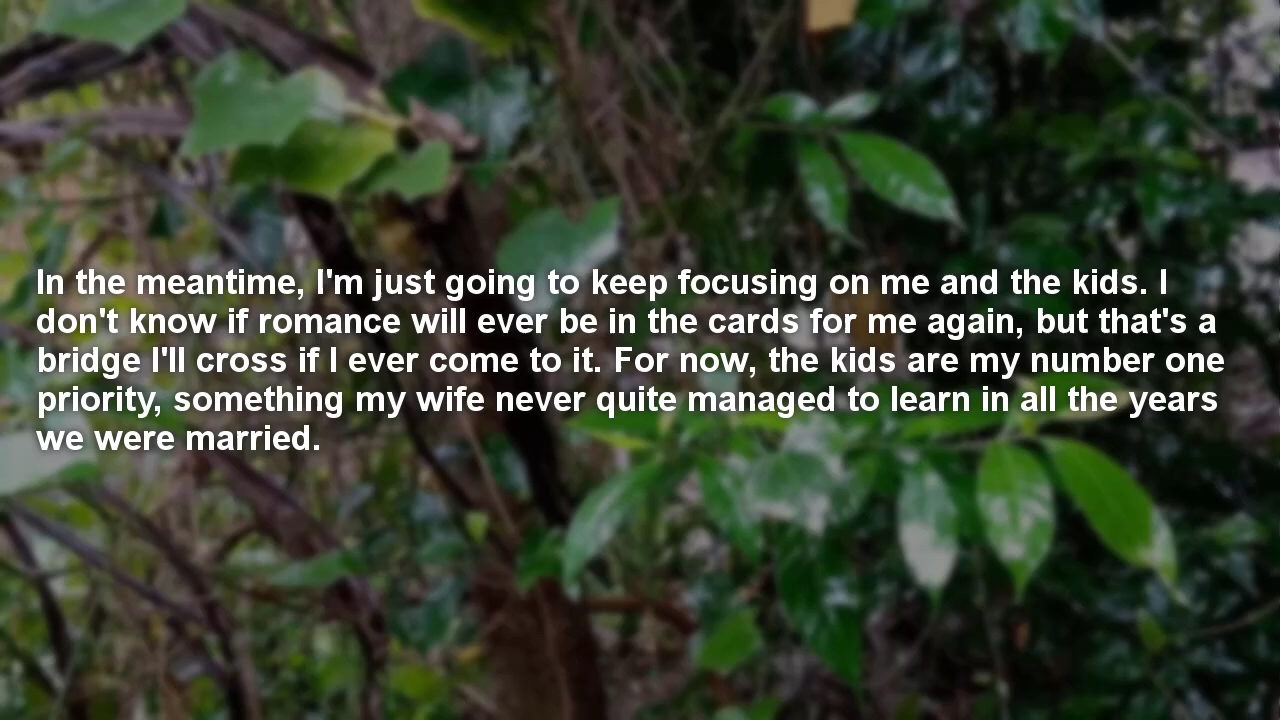 In the meantime, I'm just going to keep focusing on me and the kids. I
don't know if romance will ever be in the cards for me again, but that's a
bridge I'll cross if I ever come to it. For now, the kids are my number one
priority, something my wife never quite managed to learn in all the years
we were married.